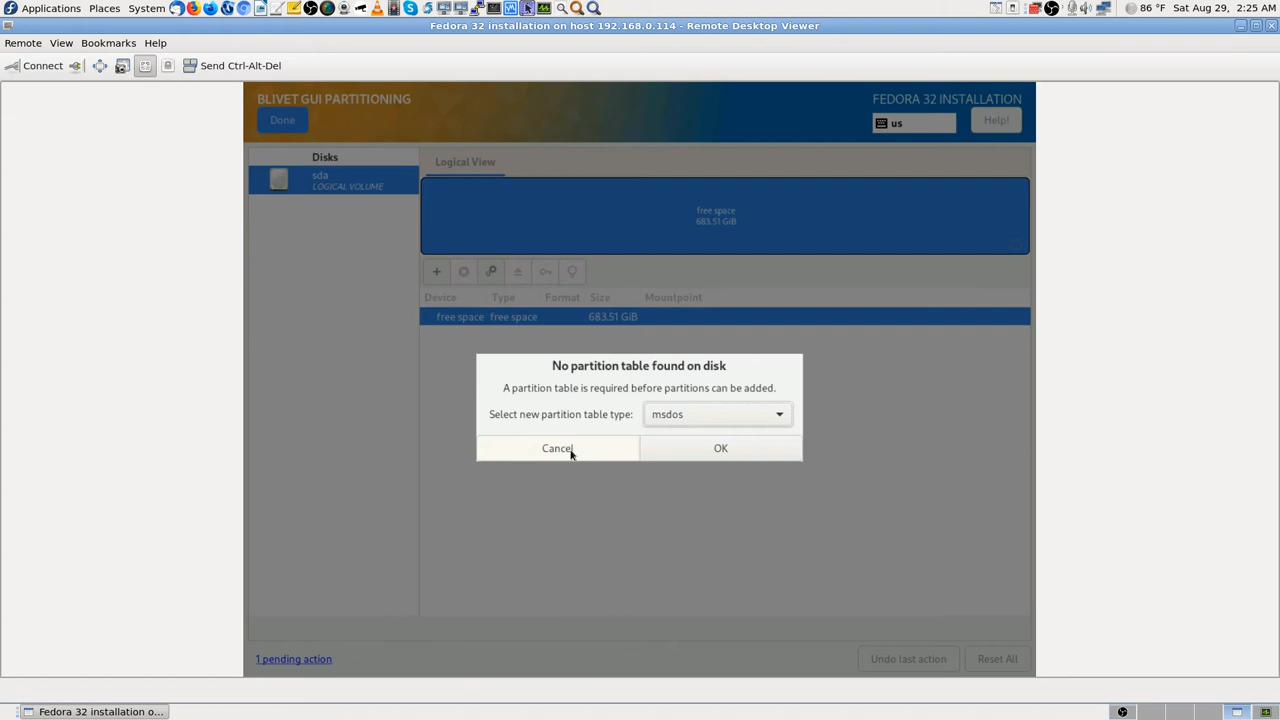 Applications Places System 86 °F Sat Aug 29, 2:25 AM
Fedora 32 installation on host 192.168.0.114 - Remote Desktop Viewer
Remote View Bookmarks Help
Connect Send Ctrl-Alt-Del
BLIVET GUI PARTITIONING FEDORA 32 INSTALLATION
Done us Help!
Disks Logical View
sda
LOGICAL VOLUME
free space
683.51 GiB
Device Type Format Size Mountpoint
free space free space 683.51 GiB
No partition table found on disk
A partition table is required before partitions can be added.
Select new partition table type: msdos
Cancel OK
1 pending action Undo last action Reset All
Fedora 32 installation o...